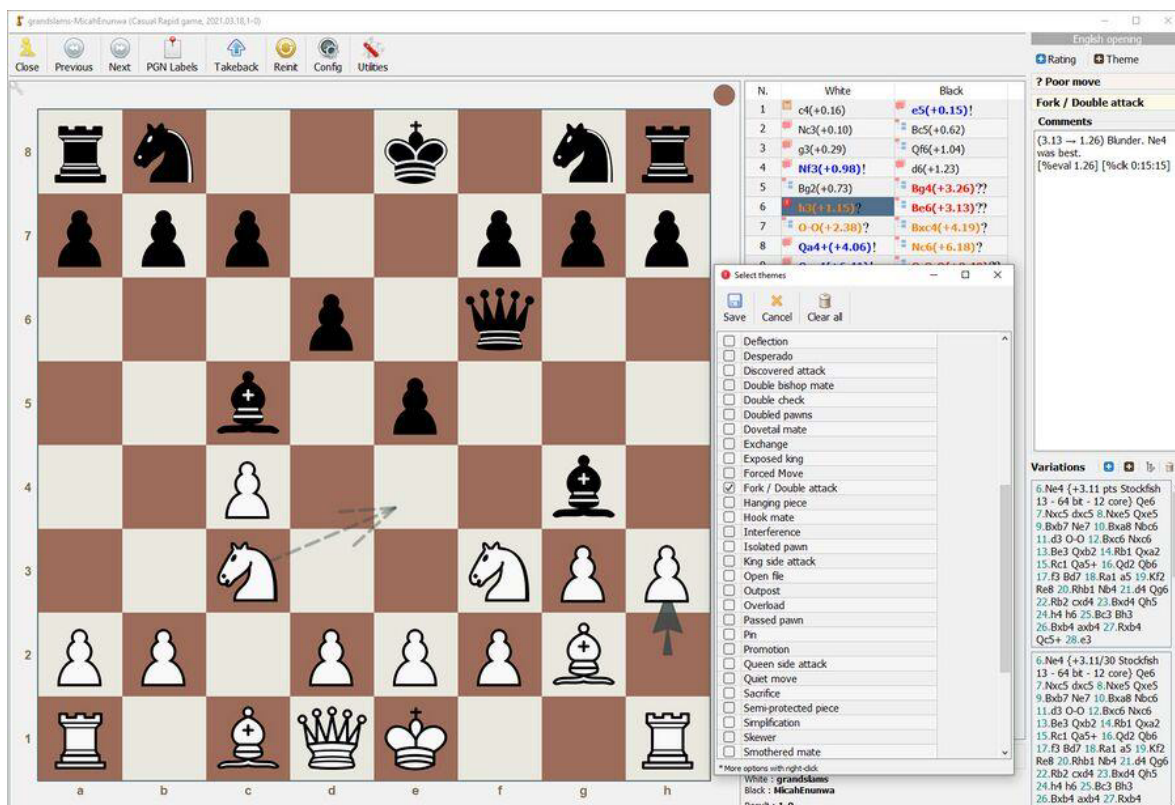 grandslams-MicahEnunwa (Casual Rapid game, 2021.03.18,1-0)
Close Previous Next PGN Labels Takeback Reinit Config Utilities
8
7
6
5
4
3
2
1
a b c d e f g h
N. White Black
1 c4(+0.16) e5(+0.15)!
2 Nc3(+0.10) Bc5(+0.62)
3 g3(+0.29) Qf6(+1.04)
4 Nf3(+0.98)! d6(+1.23)
5 Bg2(+0.73) Bg4(+3.26)??
6 h3(+1.15)? Be6(+3.13)??
7 O-O(+2.38)? Bxc4(+4.19)?
8 Qa4+(+4.06)! Nc6(+6.18)?
Select themes
Save Cancel Clear all
Deflection
Desperado
Discovered attack
Double bishop mate
Double check
Doubled pawns
Dovetail mate
Exchange
Exposed king
Forced Move
Fork / Double attack
Hanging piece
Hook mate
Interference
Isolated pawn
King side attack
Open file
Outpost
Overload
Passed pawn
Pin
Promotion
Queen side attack
Quiet move
Sacrifice
Semi-protected piece
Simplification
Skewer
Smothered mate
* More options with right-click
White : grandslams
Black : MicahEnunwa
English opening
Rating Theme
? Poor move
Fork / Double attack
Comments
(3.13 → 1.26) Blunder. Ne4
was best.
[%eval 1.26] [%clk 0:15:15]
Variations
6.Ne4 {+3.11 pts Stockfish
13 - 64 bit - 12 core} Qe6
7.Nxc5 dxc5 8.Nxe5 Qxe5
9.Bxb7 Ne7 10.Bxa8 Nbc6
11.d3 O-O 12.Bxc6 Nxc6
13.Be3 Qxb2 14.Rb1 Qxa2
15.Rc1 Qa5+ 16.Qd2 Qb6
17.f3 Bd7 18.Ra1 a5 19.Kf2
Re8 20.Rhb1 Nb4 21.d4 Qg6
22.Rb2 cxd4 23.Bxd4 Qh5
24.h4 h6 25.Bc3 Bh3
26.Bxb4 axb4 27.Rxb4
Qc5+ 28.e3
6.Ne4 {+3.11/30 Stockfish
13 - 64 bit - 12 core} Qe6
7.Nxc5 dxc5 8.Nxe5 Qxe5
9.Bxb7 Ne7 10.Bxa8 Nbc6
11.d3 O-O 12.Bxc6 Nxc6
13.Be3 Qxb2 14.Rb1 Qxa2
15.Rc1 Qa5+ 16.Qd2 Qb6
17.f3 Bd7 18.Ra1 a5 19.Kf2
Re8 20.Rhb1 Nb4 21.d4 Qg6
22.Rb2 cxd4 23.Bxd4 Qh5
24.h4 h6 25.Bc3 Bh3
26.Bxb4 axb4 27.Rxb4